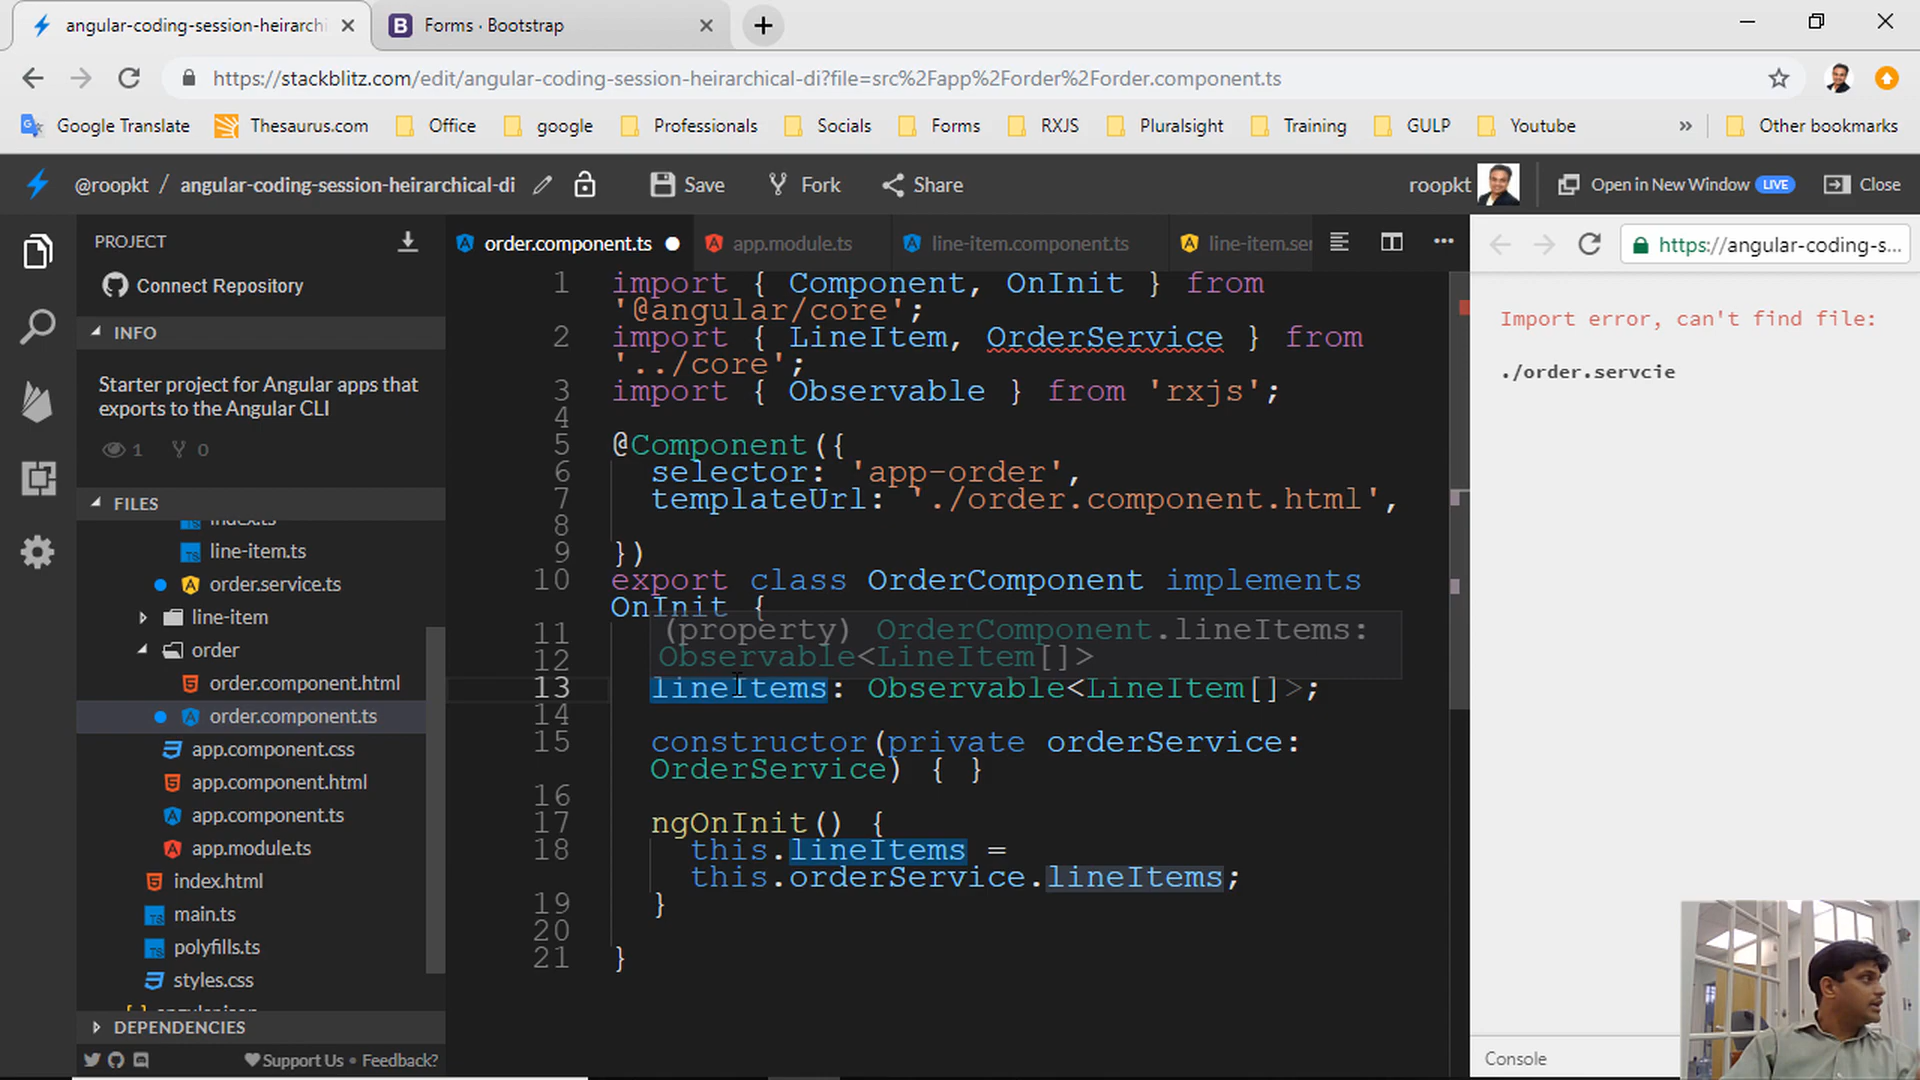 angular-coding-session-heirarchi
Forms · Bootstrap
https://stackblitz.com/edit/angular-coding-session-heirarchical-di?file=src%2Fapp%2Forder%2Forder.component.ts
Google Translate
Thesaurus.com
Office
google
Professionals
Socials
Forms
RXJS
Pluralsight
Training
GULP
Youtube
»
Other bookmarks
@roopkt / angular-coding-session-heirarchical-di
Save
Fork
Share
roopkt
Open in New Window LIVE
Close
PROJECT
Connect Repository
INFO
Starter project for Angular apps that
exports to the Angular CLI
1
0
FILES
index.ts
line-item.ts
order.service.ts
line-item
order
order.component.html
order.component.ts
app.component.css
app.component.html
app.component.ts
app.module.ts
index.html
main.ts
polyfills.ts
styles.css
angular.json
DEPENDENCIES
Support Us • Feedback?
order.component.ts
app.module.ts
line-item.component.ts
line-item.ser
1 import { Component, OnInit } from
'@angular/core';
2 import { LineItem, OrderService } from
'../core';
3 import { Observable } from 'rxjs';
4
5 @Component({
6 selector: 'app-order',
7 templateUrl: './order.component.html',
8
9 })
10 export class OrderComponent implements
OnInit {
11 (property) OrderComponent.lineItems:
12 Observable<LineItem[]>
13 lineItems: Observable<LineItem[]>;
14
15 constructor(private orderService:
OrderService) { }
16
17 ngOnInit() {
18 this.lineItems =
this.orderService.lineItems;
19 }
20
21 }
https://angular-coding-s...
Import error, can't find file:
./order.servcie
Console